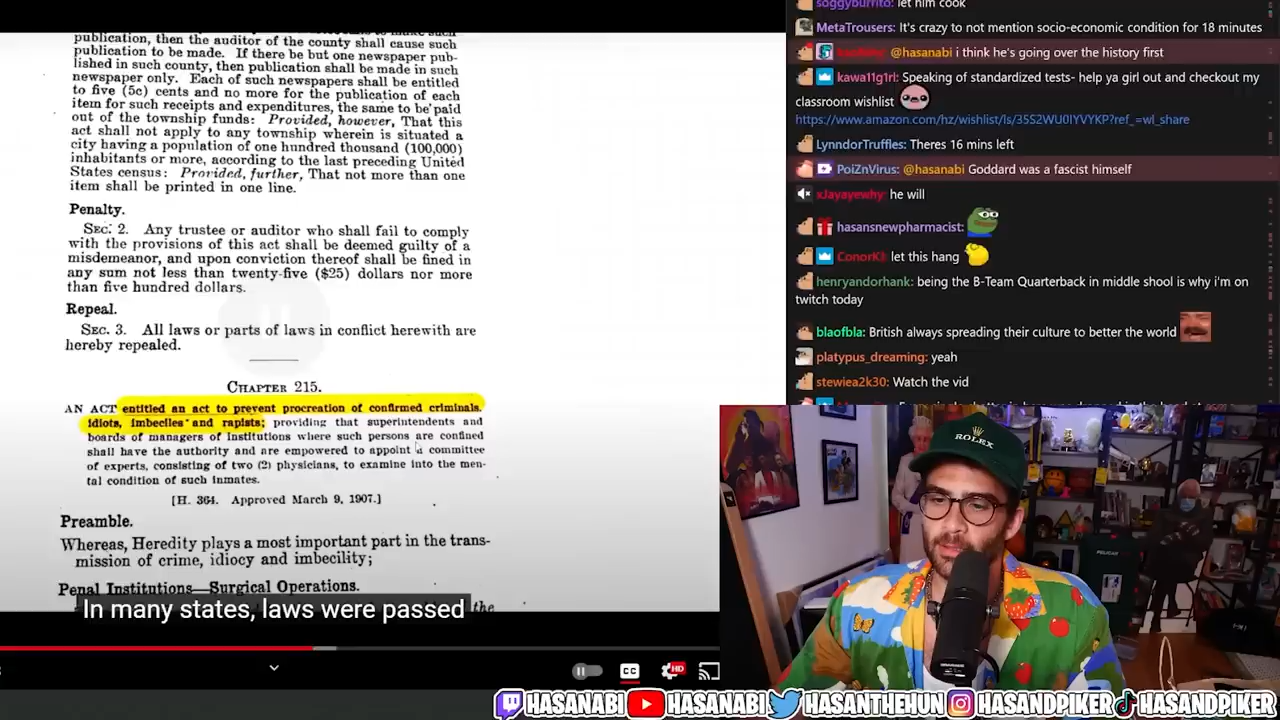 publication, then the auditor of the county shall cause such
publication to be made. If there be but one newspaper pub-
lished in such county, then publication shall be made in such
newspaper only. Each of such newspapers shall be entitled
to five (5c) cents and no more for the publication of each
item for such receipts and expenditures, the same to be paid
out of the township funds: Provided, however, That this
act shall not apply to any township wherein is situated a
city having a population of one hundred thousand (100,000)
inhabitants or more, according to the last preceding United
States census: Provided, further, That not more than one
item shall be printed in one line.
Penalty.
SEC. 2. Any trustee or auditor who shall fail to comply
with the provisions of this act shall be deemed guilty of a
misdemeanor, and upon conviction thereof shall be fined in
any sum not less than twenty-five ($25) dollars nor more
than five hundred dollars.
Repeal.
SEC. 3. All laws or parts of laws in conflict herewith are
hereby repealed.
CHAPTER 215.
AN ACT entitled an act to prevent procreation of confirmed criminals,
idiots, imbeciles and rapists; providing that superintendents and
boards of managers of institutions where such persons are confined
shall have the authority and are empowered to appoint a committee
of experts, consisting of two (2) physicians, to examine into the men-
tal condition of such inmates.
[H. 364. Approved March 9, 1907.]
Preamble.
Whereas, Heredity plays a most important part in the trans-
mission of crime, idiocy and imbecility;
Penal Institutions—Surgical Operations.
the
In many states, laws were passed
CC
HD
soggyburrito: let him cook
MetaTrousers: It's crazy to not mention socio-economic condition for 18 minutes
@hasanabi i think he's going over the history first
kawa11g1rl: Speaking of standardized tests- help ya girl out and checkout my
classroom wishlist
https://www.amazon.com/hz/wishlist/ls/35S2WU0IYVYKP?ref_=wl_share
LynndorTruffles: Theres 16 mins left
PoiZnVirus: @hasanabi Goddard was a fascist himself
xJayayewhy: he will
hasansnewpharmacist:
ConorK3: let this hang
henryandorhank: being the B-Team Quarterback in middle shool is why i'm on
twitch today
blaofbla: British always spreading their culture to better the world
platypus_dreaming: yeah
stewiea2k30: Watch the vid
ROLEX
PELICAN
HASANABI HASANABI HASANTHEHUN HASANDPIKER HASANDPIKER